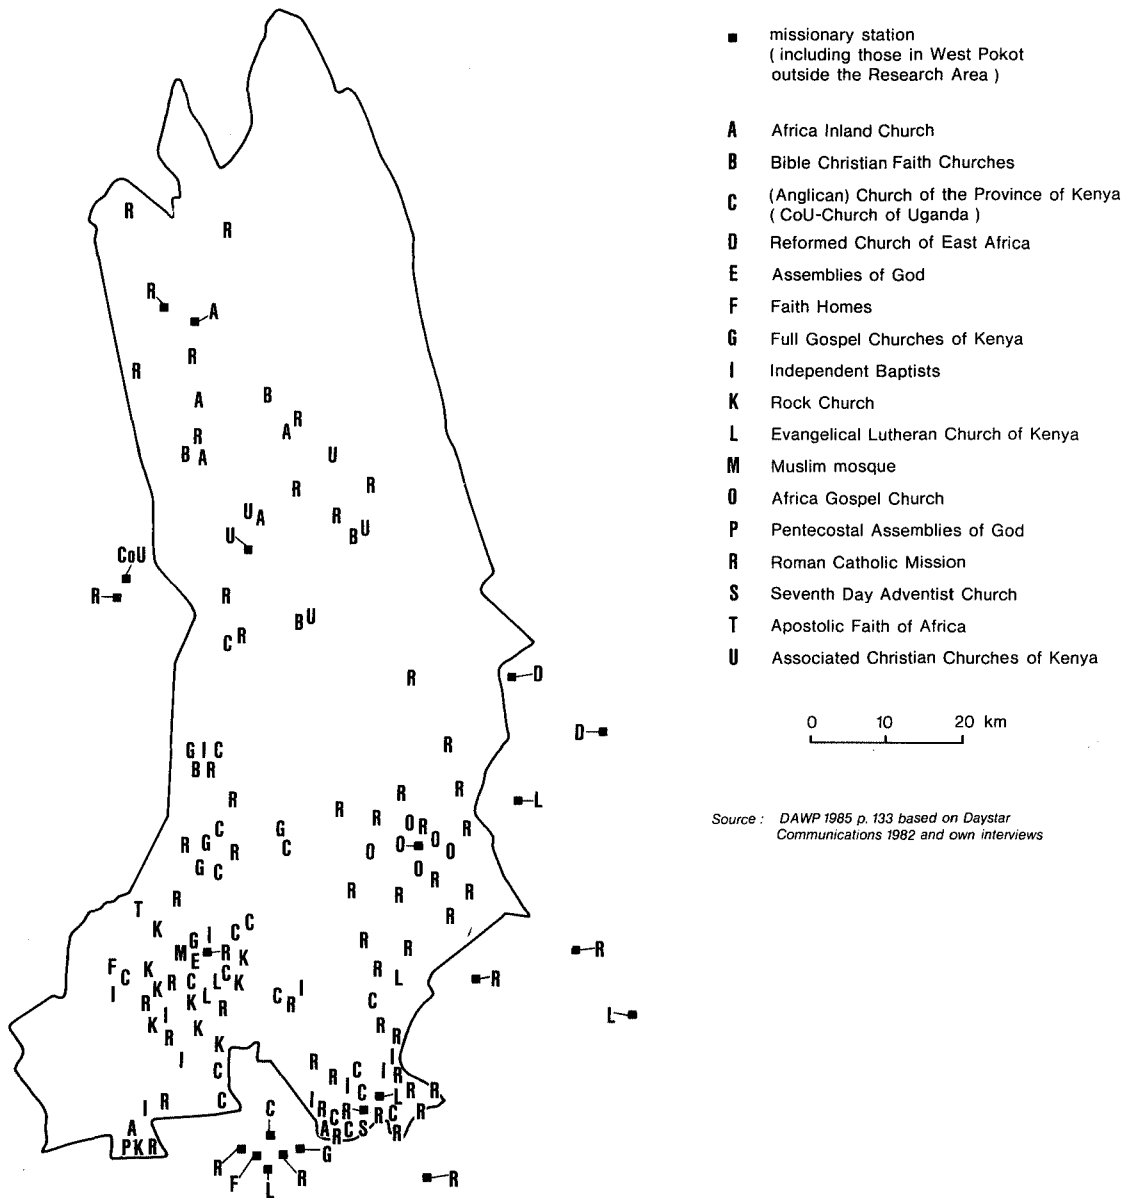 R
R
R
A
R
R
A
B
R
A
R
B A
U
R
R
U A
R
U
B U
CoU
R
R
B U
C R
R
D
D
G I C
B R
R
R
R
R
L
R
R
O R
R
G
C
C
R G
R
O
O
O
O
O
R
R
R
R
R
R
R
T
K
C C
G I
M
R
K
E
R
R
R
R
F
C
K
R
C
L
C
K
I
K
R
K
L
R
R
L
C R I
C
R
L
K
I
K
R
K
R
R
I
I
C
R
R
I
C
I
R
C
L
R
R
I R
C
I
R
C R
R
C
R
A
A R C S
R
P K R
C
R
F
L
R
G
R
missionary station
( including those in West Pokot
outside the Research Area )
A Africa Inland Church
B Bible Christian Faith Churches
C (Anglican) Church of the Province of Kenya
( CoU-Church of Uganda )
D Reformed Church of East Africa
E Assemblies of God
F Faith Homes
G Full Gospel Churches of Kenya
I Independent Baptists
K Rock Church
L Evangelical Lutheran Church of Kenya
M Muslim mosque
O Africa Gospel Church
P Pentecostal Assemblies of God
R Roman Catholic Mission
S Seventh Day Adventist Church
T Apostolic Faith of Africa
U Associated Christian Churches of Kenya
0 10 20 km
Source : DAWP 1985 p. 133 based on Daystar
Communications 1982 and own interviews